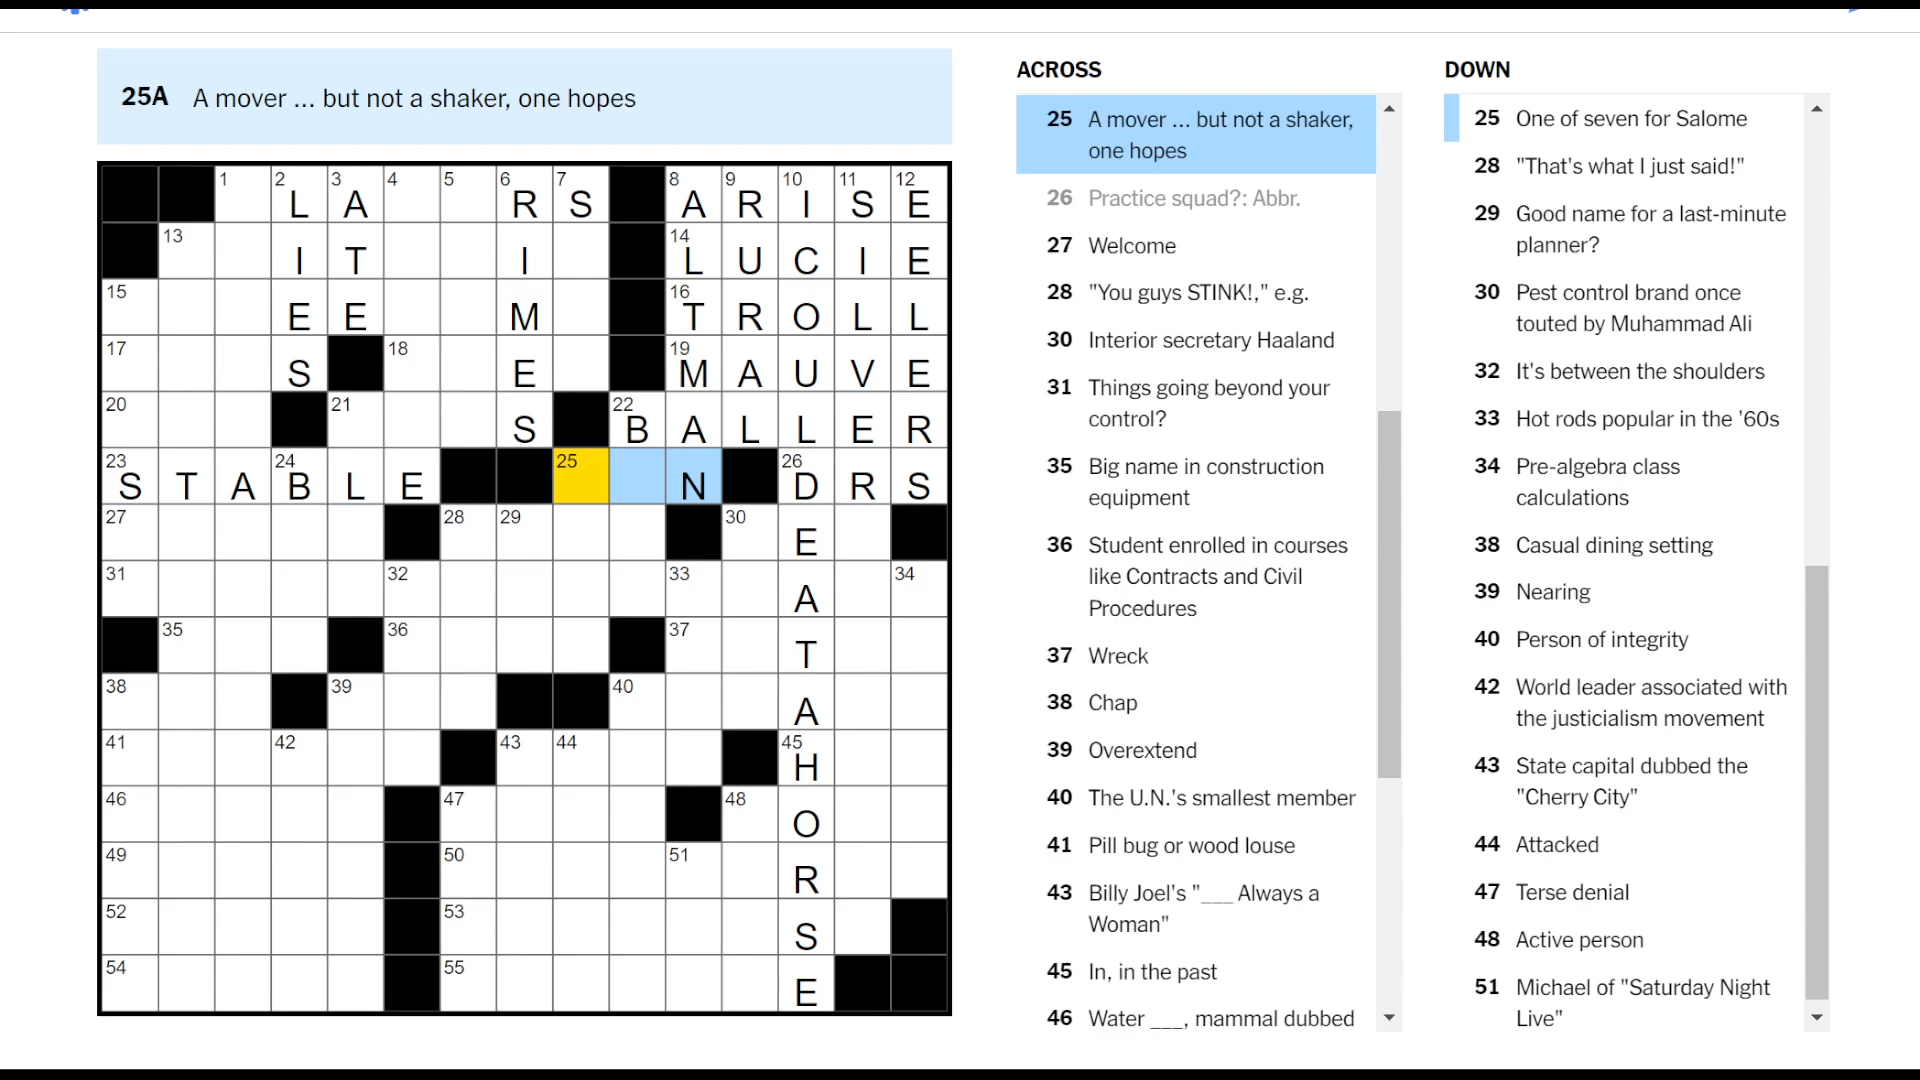 25A A mover ... but not a shaker, one hopes
1 2 3 4 5 6 7 8 9 10 11 12
L A R S A R I S E
13 14
I T I L U C I E
15 16
E E M T R O L L
17 18 19
S E M A U V E
20 21 22
S B A L L E R
23 24 25 26
S T A B L E N D R S
27 28 29 30
E
31 32 33 34
A
35 36 37
T
38 39 40
A
41 42 43 44 45
H
46 47 48
O
49 50 51
R
52 53
S
54 55
E
ACROSS
25 A mover ... but not a shaker,
one hopes
26 Practice squad?: Abbr.
27 Welcome
28 "You guys STINK!," e.g.
30 Interior secretary Haaland
31 Things going beyond your
control?
35 Big name in construction
equipment
36 Student enrolled in courses
like Contracts and Civil
Procedures
37 Wreck
38 Chap
39 Overextend
40 The U.N.'s smallest member
41 Pill bug or wood louse
43 Billy Joel's "___ Always a
Woman"
45 In, in the past
46 Water ___, mammal dubbed
DOWN
25 One of seven for Salome
28 "That's what I just said!"
29 Good name for a last-minute
planner?
30 Pest control brand once
touted by Muhammad Ali
32 It's between the shoulders
33 Hot rods popular in the '60s
34 Pre-algebra class
calculations
38 Casual dining setting
39 Nearing
40 Person of integrity
42 World leader associated with
the justicialism movement
43 State capital dubbed the
"Cherry City"
44 Attacked
47 Terse denial
48 Active person
51 Michael of "Saturday Night
Live"